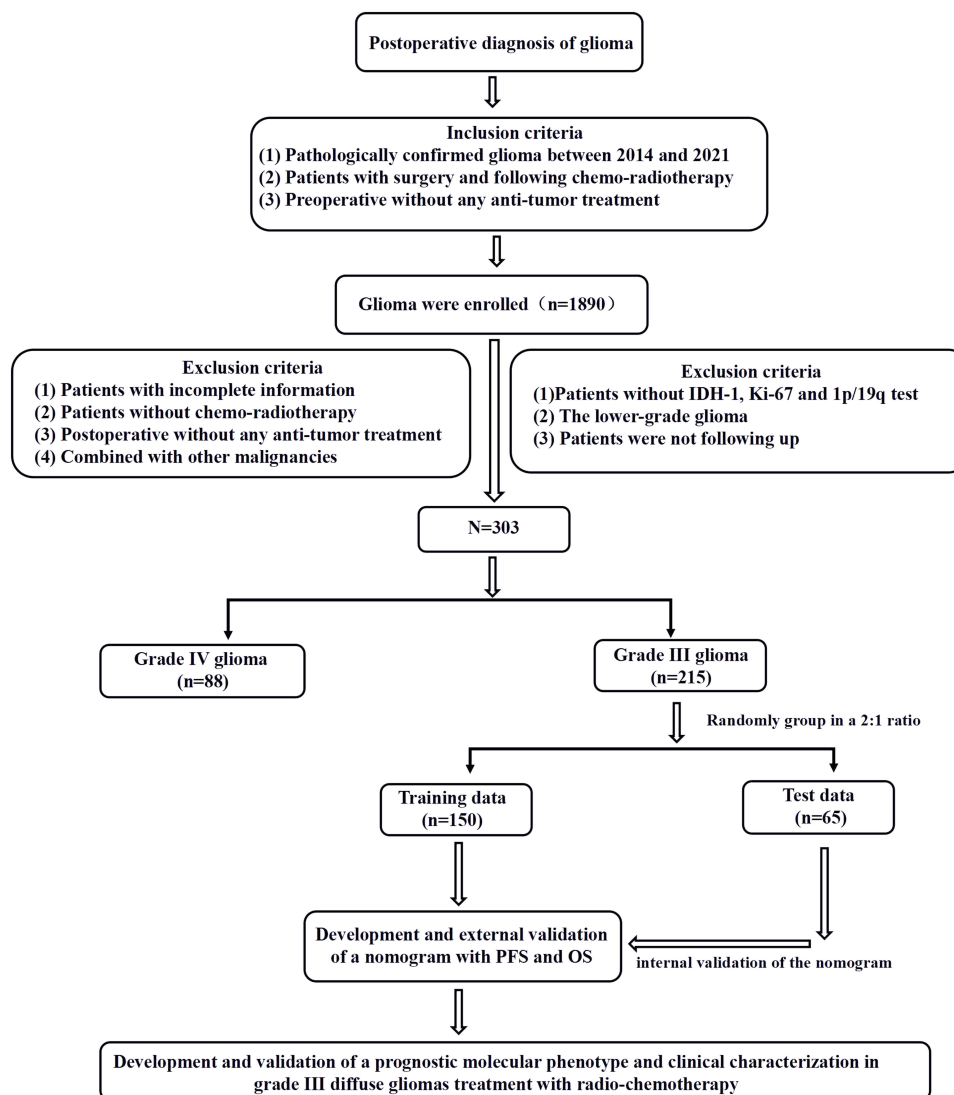 Postoperative diagnosis of glioma
Inclusion criteria
(1) Pathologically confirmed glioma between 2014 and 2021
(2) Patients with surgery and following chemo-radiotherapy
(3) Preoperative without any anti-tumor treatment
Glioma were enrolled（n=1890）
Exclusion criteria
(1) Patients with incomplete information
(2) Patients without chemo-radiotherapy
(3) Postoperative without any anti-tumor treatment
(4) Combined with other malignancies
Exclusion criteria
(1)Patients without IDH-1, Ki-67 and 1p/19q test
(2) The lower-grade glioma
(3) Patients were not following up
N=303
Grade IV glioma
(n=88)
Grade III glioma
(n=215)
Randomly group in a 2:1 ratio
Training data
(n=150)
Test data
(n=65)
Development and external validation
of a nomogram with PFS and OS
internal validation of the nomogram
Development and validation of a prognostic molecular phenotype and clinical characterization in
grade III diffuse gliomas treatment with radio-chemotherapy